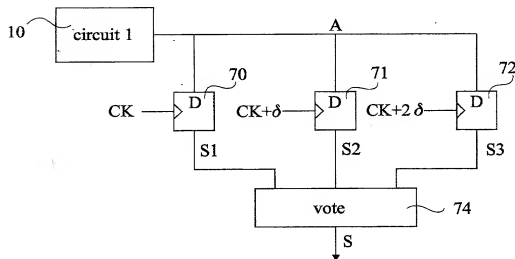 10
circuit 1
A
70
71
72
D
D
D
CK
CK+δ
CK+2 δ
S1
S2
S3
vote
74
S